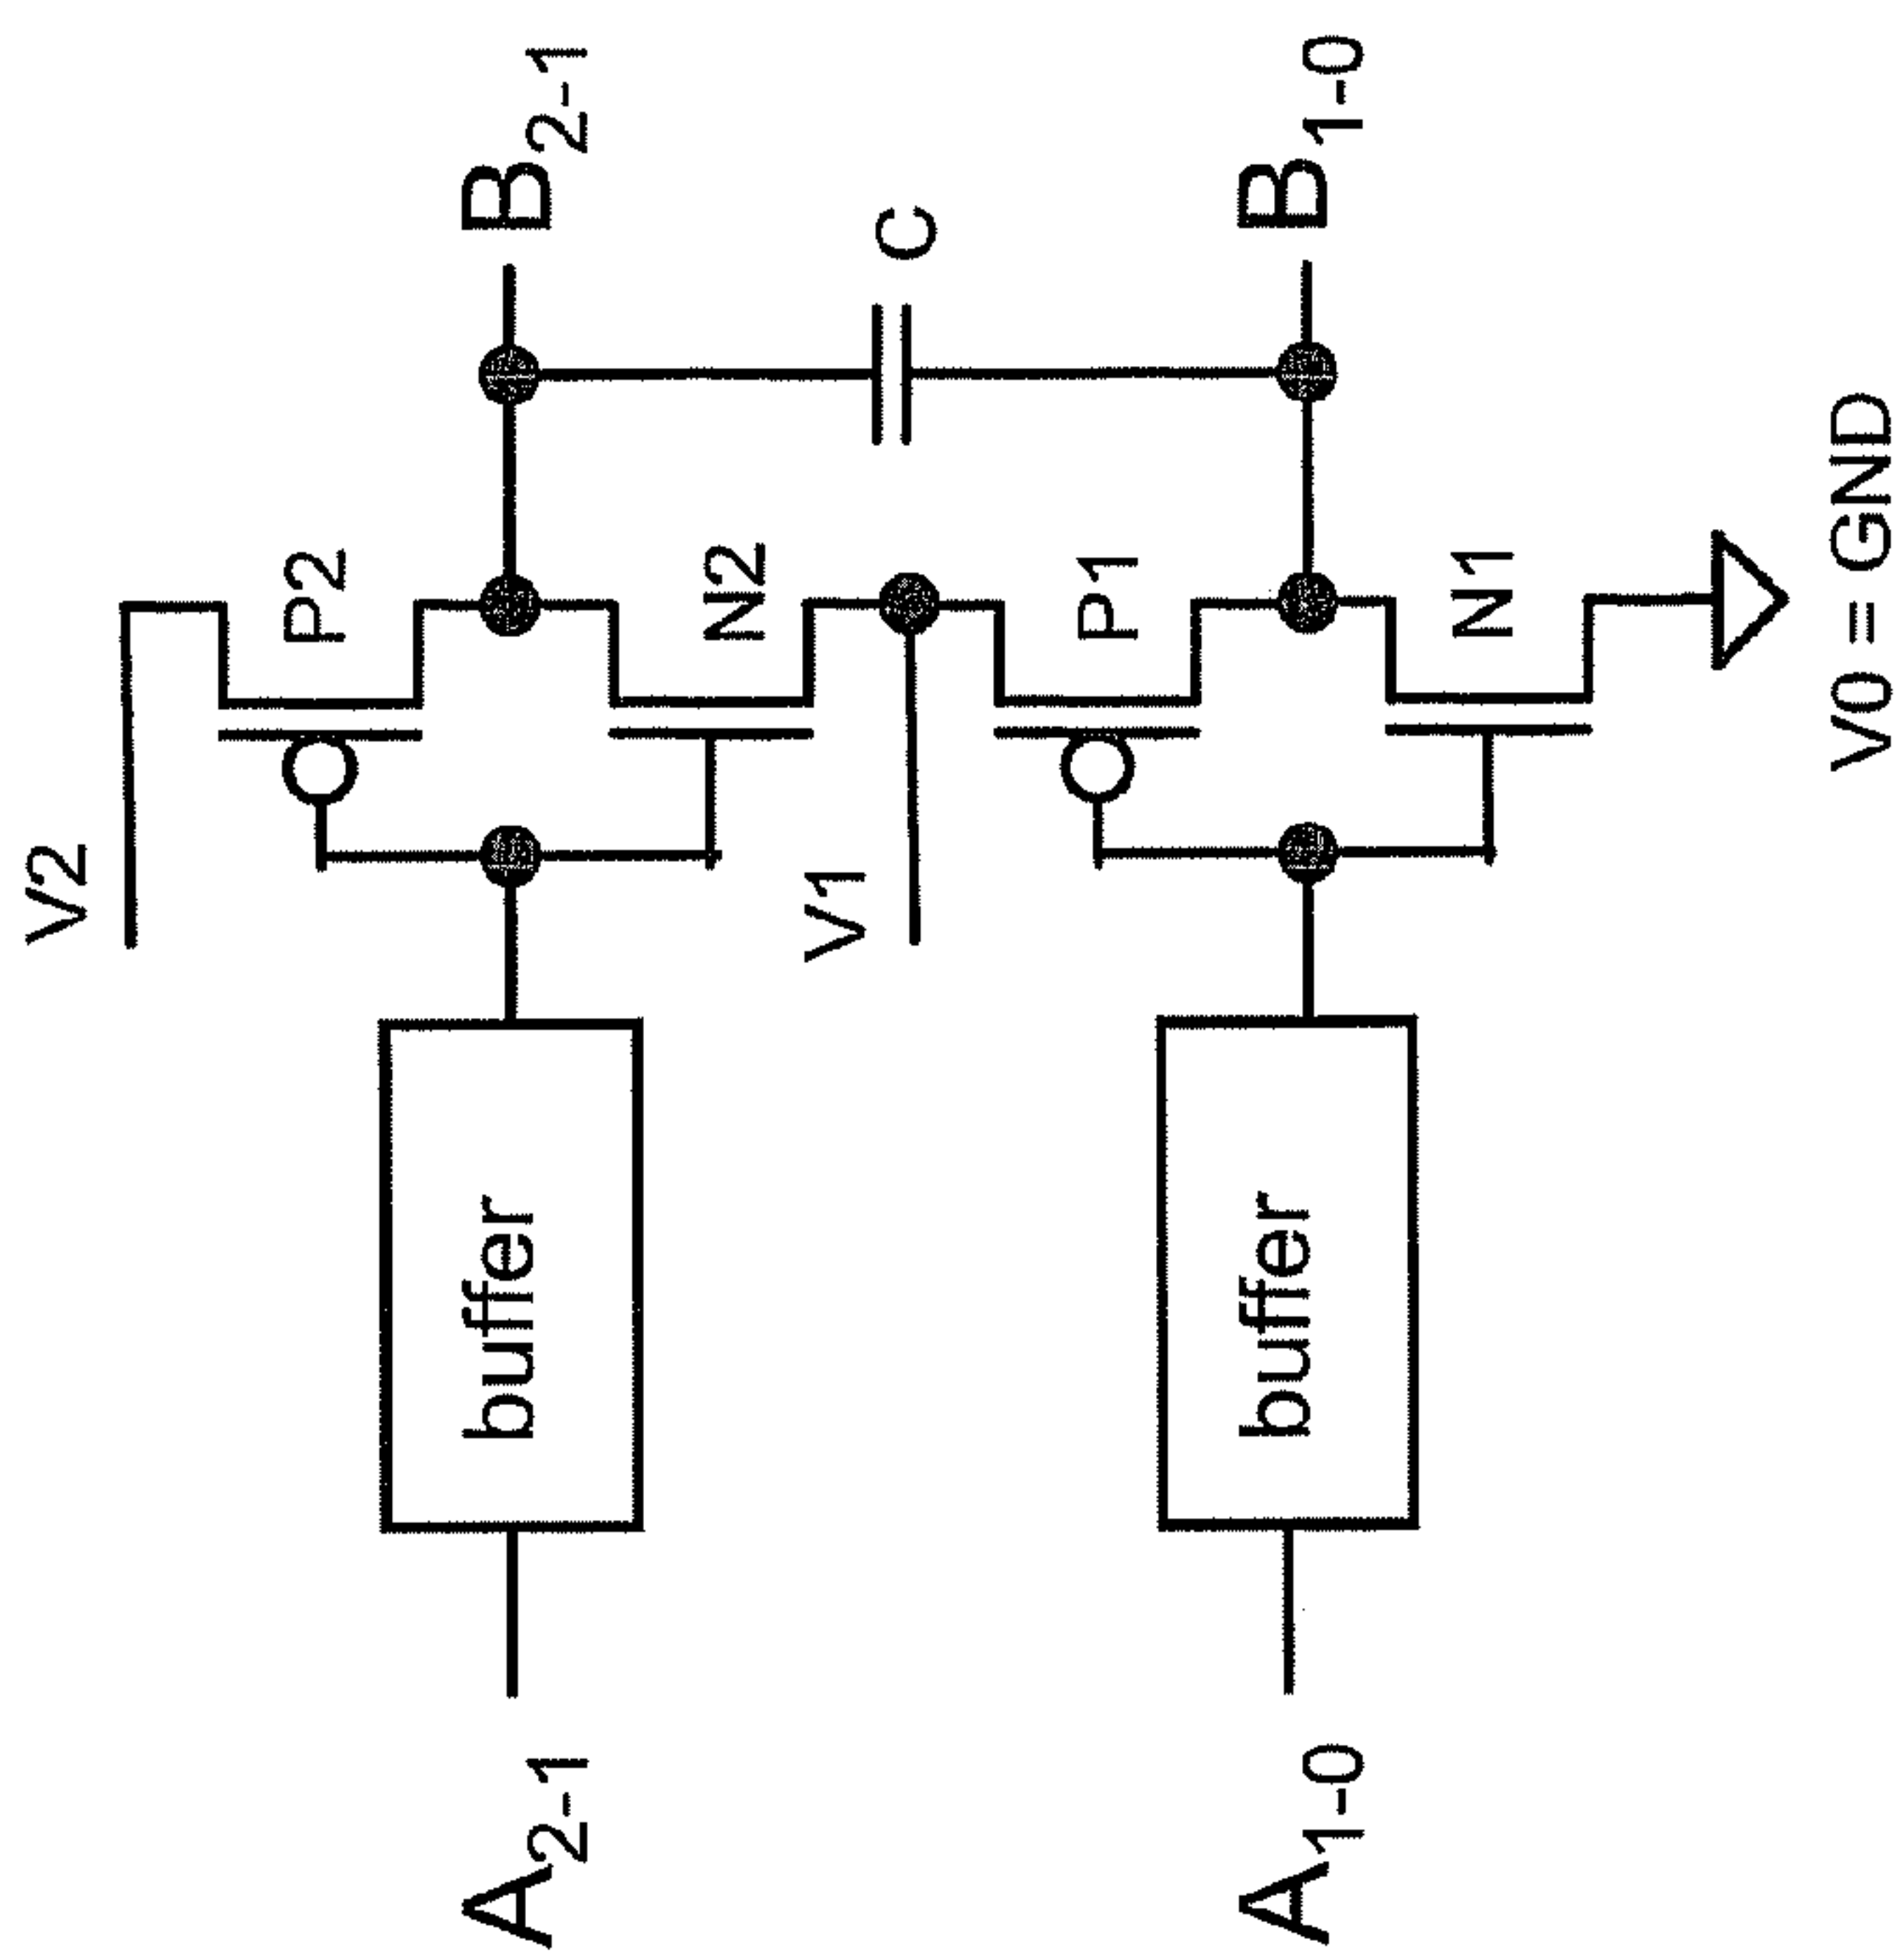 V2
P2
A2-1
buffer
B2-1
N2
C
V1
P1
A1-0
buffer
B1-0
N1
V0 = GND